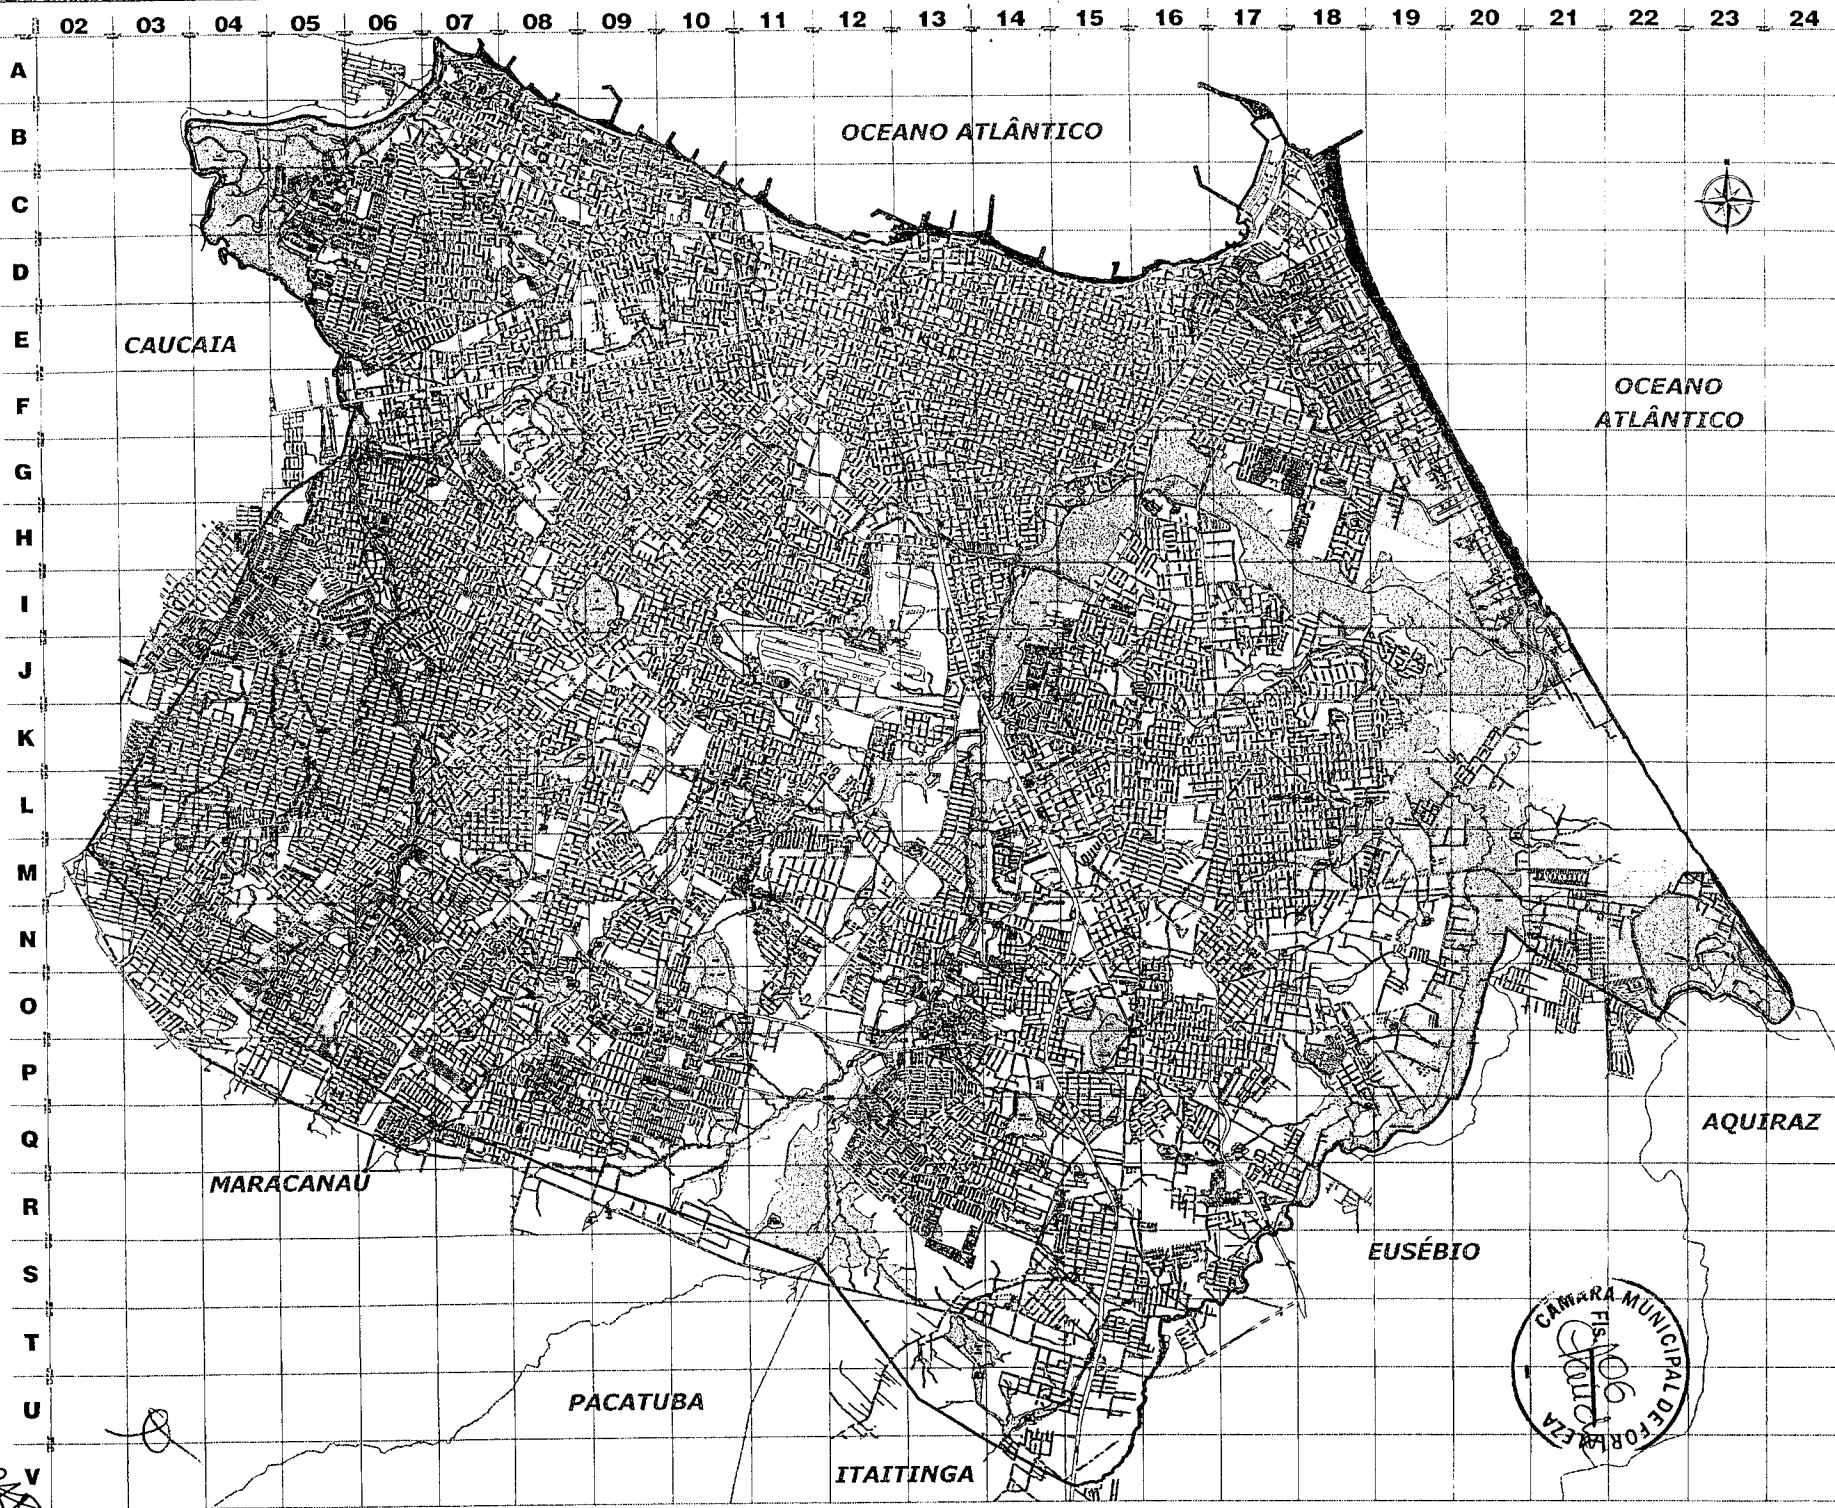 02 03 04 05 06 07 08 09 10 11 12 13 14 15 16 17 18 19 20 21 22 23 24
A
B
OCEANO ATLÂNTICO
C
D
E
CAUCAIA
F
OCEANO
ATLÂNTICO
G
H
I
J
K
L
M
N
O
P
Q
AQUIRAZ
R
MARACANAÚ
S
EUSÉBIO
T
U
PACATUBA
V
ITAITINGA
CÂMARA MUNICIPAL DE FORTALEZA
Fls. 106